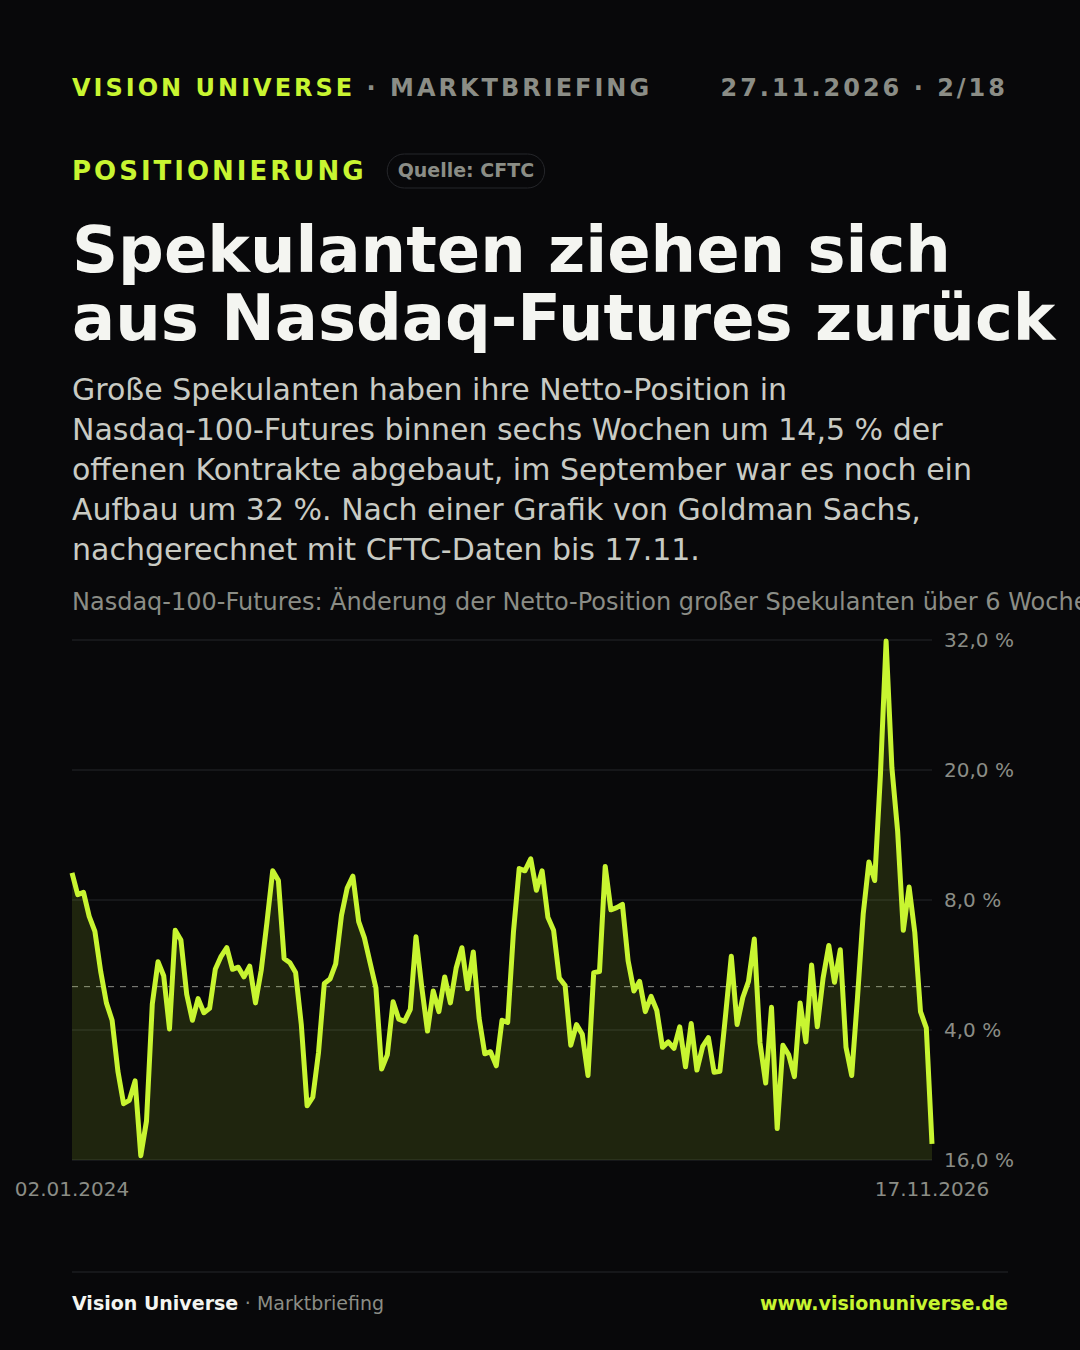 VISION UNIVERSE · MARKTBRIEFING 27.11.2026 · 2/18
POSITIONIERUNG Quelle: CFTC
Spekulanten ziehen sich
aus Nasdaq-Futures zurück
Große Spekulanten haben ihre Netto-Position in
Nasdaq-100-Futures binnen sechs Wochen um 14,5 % der
offenen Kontrakte abgebaut, im September war es noch ein
Aufbau um 32 %. Nach einer Grafik von Goldman Sachs,
nachgerechnet mit CFTC-Daten bis 17.11.
Nasdaq-100-Futures: Änderung der Netto-Position großer Spekulanten über 6 Woche
32,0 %
20,0 %
8,0 %
4,0 %
16,0 %
02.01.2024 17.11.2026
Vision Universe · Marktbriefing www.visionuniverse.de